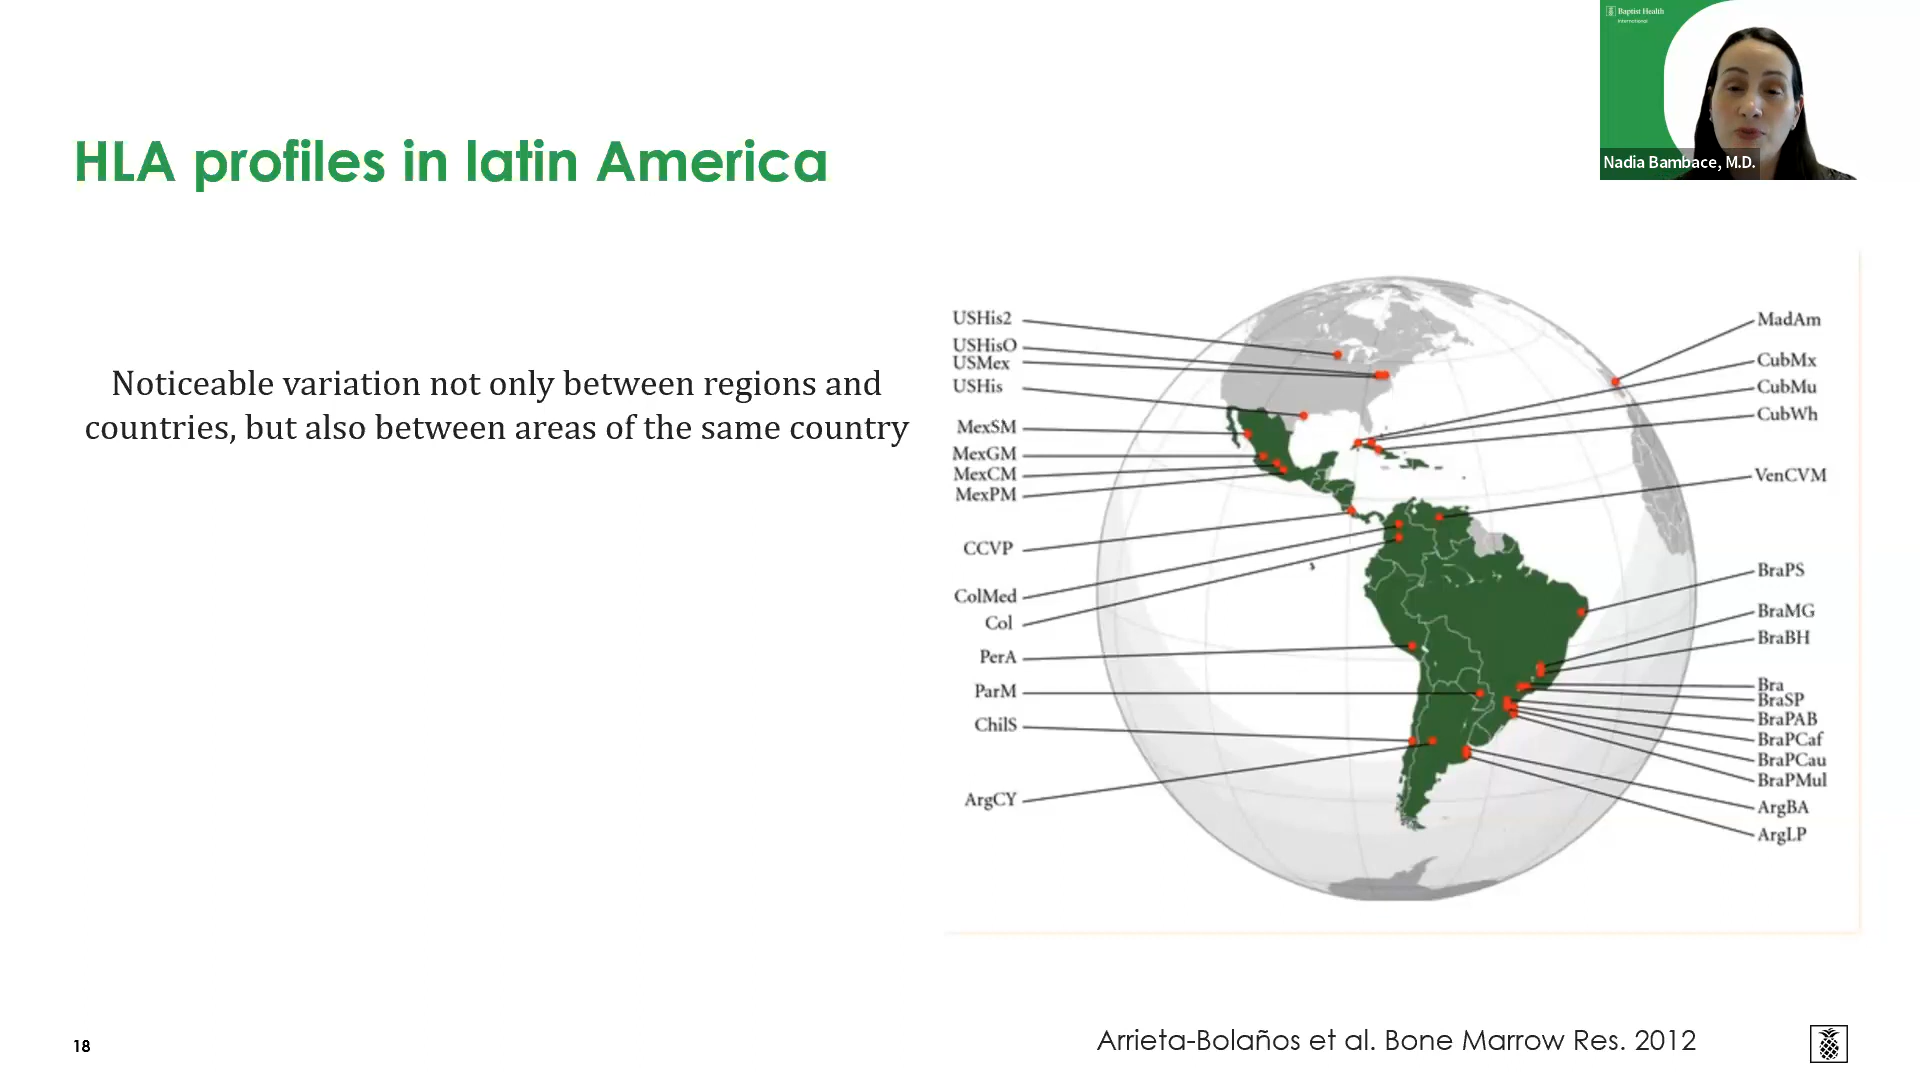 Baptist Health
International
Nadia Bambace, M.D.
HLA profiles in latin America
Noticeable variation not only between regions and
countries, but also between areas of the same country
USHis2
USHisO
USMex
USHis
MexSM
MexGM
MexCM
MexPM
CCVP
ColMed
Col
PerA
ParM
ChilS
ArgCY
MadAm
CubMx
CubMu
CubWh
VenCVM
BraPS
BraMG
BraBH
Bra
BraSP
BraPAB
BraPCaf
BraPCau
BraPMul
ArgBA
ArgLP
18
Arrieta-Bolaños et al. Bone Marrow Res. 2012